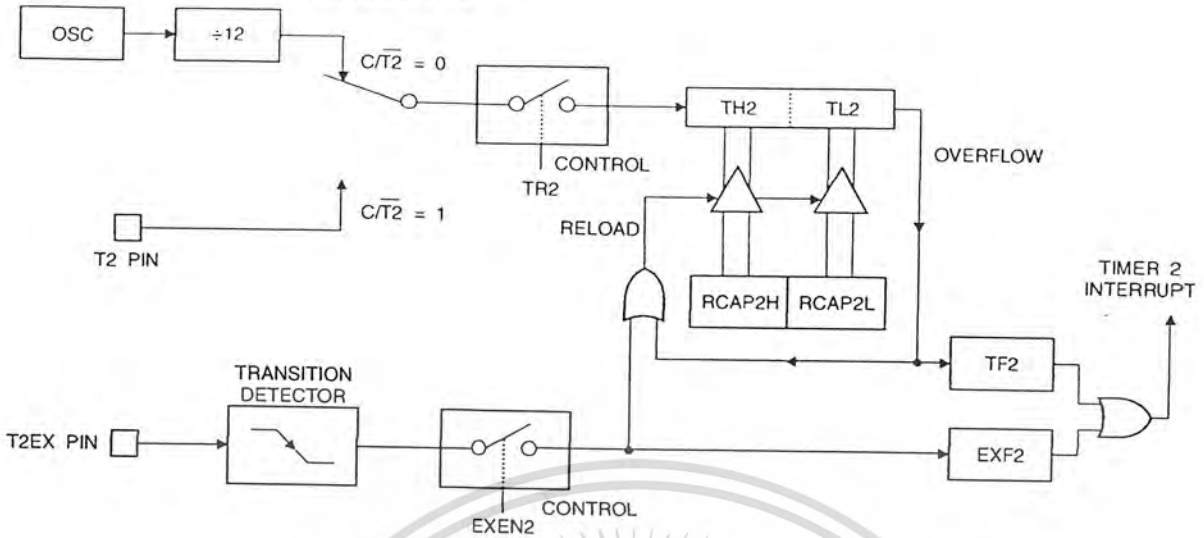 OSC
÷12
C/T2̅ = 0
TH2
TL2
OVERFLOW
CONTROL
TR2
C/T2̅ = 1
T2 PIN
RELOAD
RCAP2H
RCAP2L
TIMER 2
INTERRUPT
TRANSITION
DETECTOR
TF2
T2EX PIN
EXF2
CONTROL
EXEN2